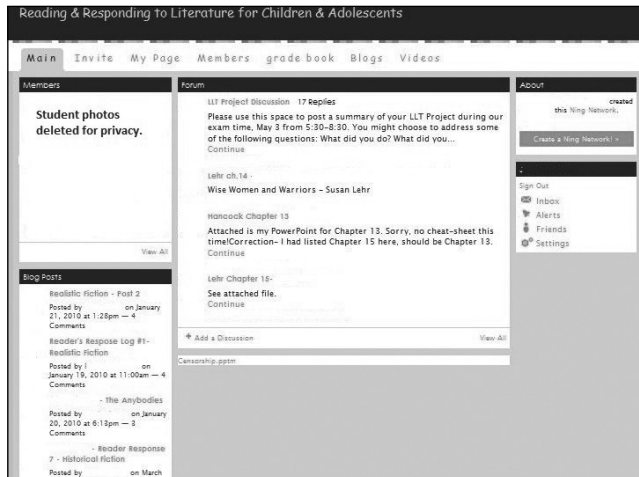 Reading & Responding to Literature for Children & Adolescents
Main Invite My Page Members grade book Blogs Videos
Members
Student photos
deleted for privacy.
View All
Blog Posts
Realistic Fiction - Post 2
Posted by on January
21, 2010 at 1:28pm — 4
Comments
Reader's Respose Log #1-
Realistic Fiction
Posted by l on
January 19, 2010 at 11:00am — 4
Comments
- The Anybodies
Posted by on January
20, 2010 at 6:13pm — 3
Comments
- Reader Response
7 - Historical Fiction
Posted by on March
Forum
LLT Project Discussion 17 Replies
Please use this space to post a summary of your LLT Project during our
exam time, May 3 from 5:30-8:30. You might choose to address some
of the following questions: What did you do? What did you...
Continue
Lehr ch.14 -
Wise Women and Warriors - Susan Lehr
Hancock Chapter 13
Attached is my PowerPoint for Chapter 13. Sorry, no cheat-sheet this
time!Correction- I had listed Chapter 15 here, should be Chapter 13.
Continue
Lehr Chapter 15-
See attached file.
Continue
+ Add a Discussion View All
Censorship.pptm
About
created
this Ning Network.
Create a Ning Network! »
:
Sign Out
Inbox
Alerts
Friends
Settings